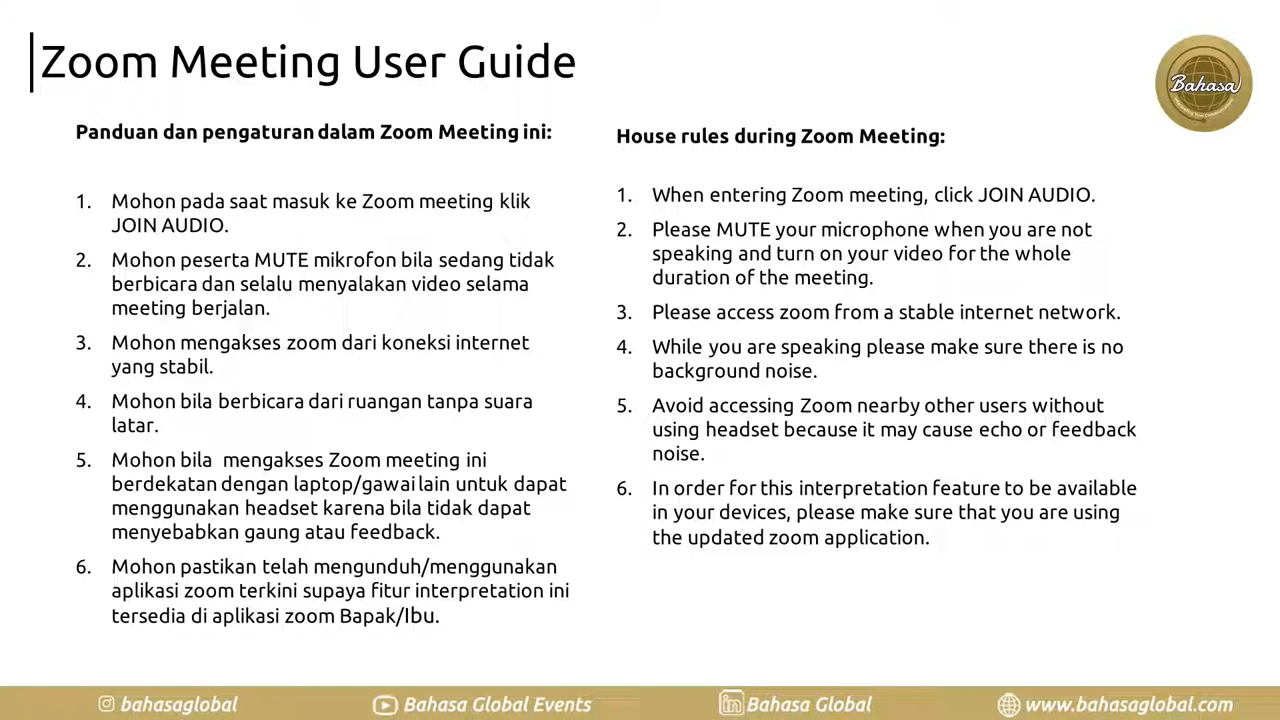 Zoom Meeting User Guide
Bahasa
Panduan dan pengaturan dalam Zoom Meeting ini:
1. Mohon pada saat masuk ke Zoom meeting klik
JOIN AUDIO.
2. Mohon peserta MUTE mikrofon bila sedang tidak
berbicara dan selalu menyalakan video selama
meeting berjalan.
3. Mohon mengakses zoom dari koneksi internet
yang stabil.
4. Mohon bila berbicara dari ruangan tanpa suara
latar.
5. Mohon bila mengakses Zoom meeting ini
berdekatan dengan laptop/gawai lain untuk dapat
menggunakan headset karena bila tidak dapat
menyebabkan gaung atau feedback.
6. Mohon pastikan telah mengunduh/menggunakan
aplikasi zoom terkini supaya fitur interpretation ini
tersedia di aplikasi zoom Bapak/Ibu.
House rules during Zoom Meeting:
1. When entering Zoom meeting, click JOIN AUDIO.
2. Please MUTE your microphone when you are not
speaking and turn on your video for the whole
duration of the meeting.
3. Please access zoom from a stable internet network.
4. While you are speaking please make sure there is no
background noise.
5. Avoid accessing Zoom nearby other users without
using headset because it may cause echo or feedback
noise.
6. In order for this interpretation feature to be available
in your devices, please make sure that you are using
the updated zoom application.
bahasaglobal
Bahasa Global Events
Bahasa Global
www.bahasaglobal.com